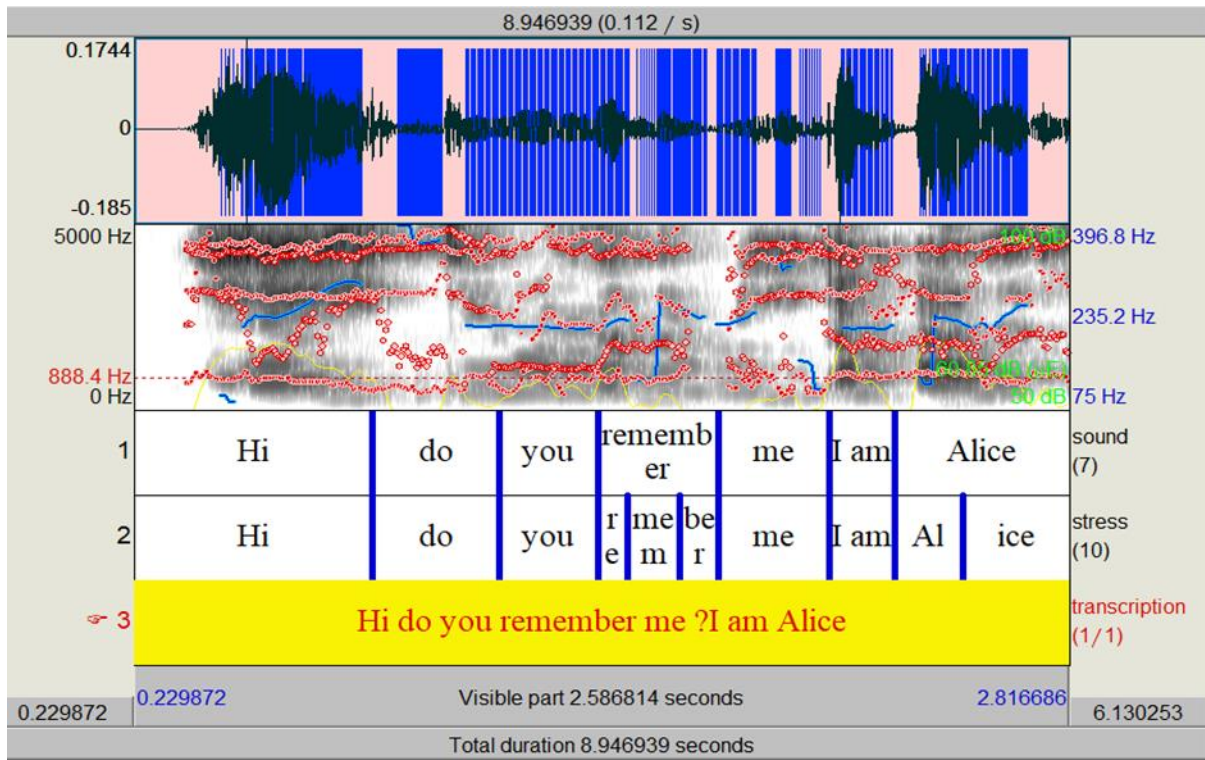 8.946939 (0.112 / s)
0.1744
0
-0.185
5000 Hz
396.8 Hz
235.2 Hz
888.4 Hz
0 Hz
50 dB
75 Hz
1
Hi
do
you
rememb
er
me
I am
Alice
sound
(7)
2
Hi
do
you
r
e
me
m
be
r
me
I am
Al
ice
stress
(10)
☞ 3
Hi do you remember me ?I am Alice
transcription
(1/1)
0.229872
0.229872
Visible part 2.586814 seconds
2.816686
6.130253
Total duration 8.946939 seconds